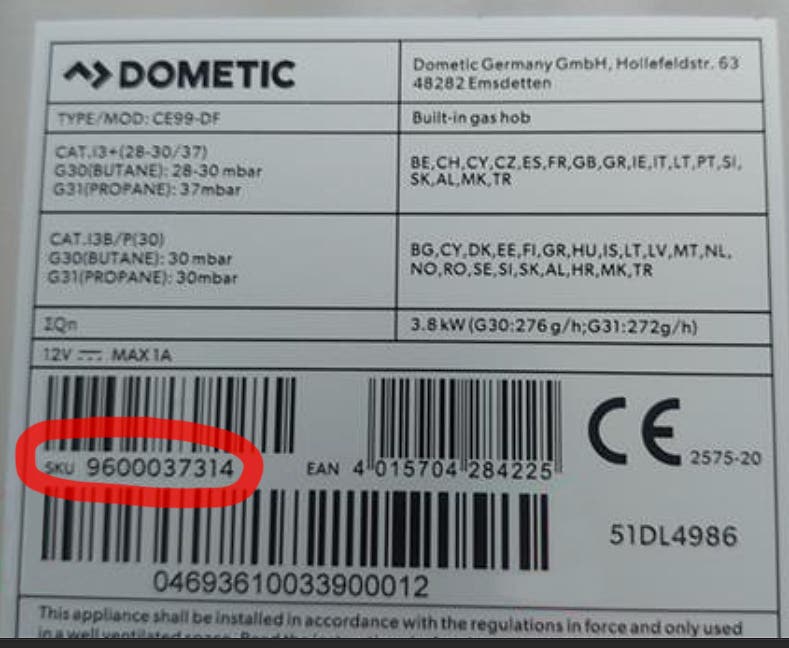 DOMETIC
Dometic Germany GmbH, Hollefeldstr. 63
48282 Emsdetten
TYPE/MOD: CE99-DF
Built-in gas hob
CAT.I3+(28-30/37)
G30(BUTANE): 28-30 mbar
G31(PROPANE): 37mbar
BE,CH,CY,CZ,ES,FR,GB,GR,IE,IT,LT,PT,SI,
SK,AL,MK,TR
CAT.I3B/P(30)
G30(BUTANE): 30 mbar
G31(PROPANE): 30mbar
BG,CY,DK,EE,FI,GR,HU,IS,LT,LV,MT,NL,
NO,RO,SE,SI,SK,AL,HR,MK,TR
ΣQn
3.8 kW (G30:276 g/h;G31:272g/h)
12V ⎓ MAX 1A
SKU 9600037314
EAN 4 015704 284225
CE 2575-20
51DL4986
04693610033900012
This appliance shall be installed in accordance with the regulations in force and only used
in a well ventilated space. Read the